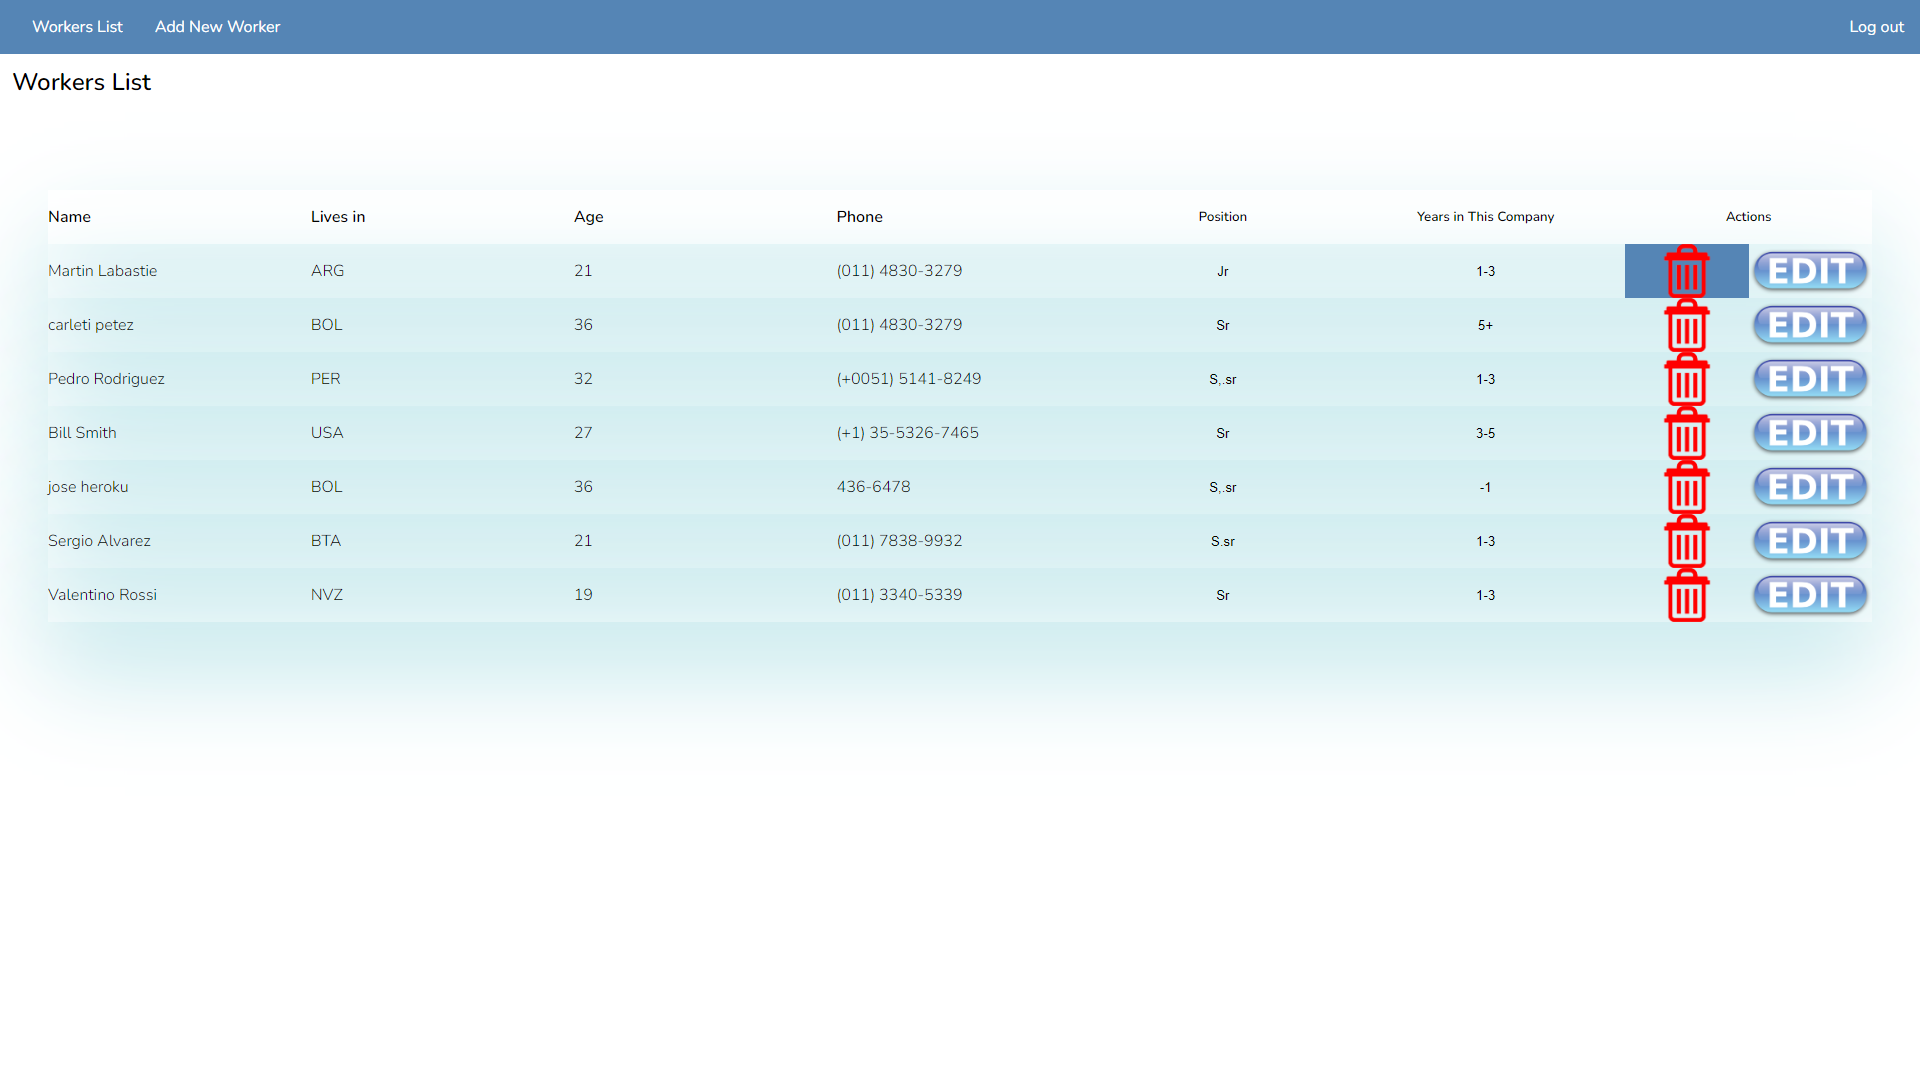 Workers List Add New Worker Log out
Workers List
Name Lives in Age Phone Position Years in This Company Actions
Martin Labastie ARG 21 (011) 4830-3279 Jr 1-3 EDIT
carleti petez BOL 36 (011) 4830-3279 Sr 5+ EDIT
Pedro Rodriguez PER 32 (+0051) 5141-8249 S,.sr 1-3 EDIT
Bill Smith USA 27 (+1) 35-5326-7465 Sr 3-5 EDIT
jose heroku BOL 36 436-6478 S,.sr -1 EDIT
Sergio Alvarez BTA 21 (011) 7838-9932 S.sr 1-3 EDIT
Valentino Rossi NVZ 19 (011) 3340-5339 Sr 1-3 EDIT